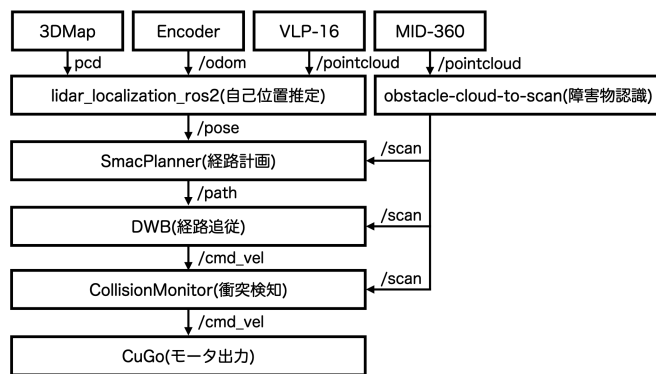 3DMap
Encoder
VLP-16
MID-360
pcd
/odom
/pointcloud
/pointcloud
lidar_localization_ros2(自己位置推定)
obstacle-cloud-to-scan(障害物認識)
/pose
/scan
SmacPlanner(経路計画)
/path
/scan
DWB(経路追従)
/cmd_vel
/scan
CollisionMonitor(衝突検知)
/cmd_vel
CuGo(モータ出力)